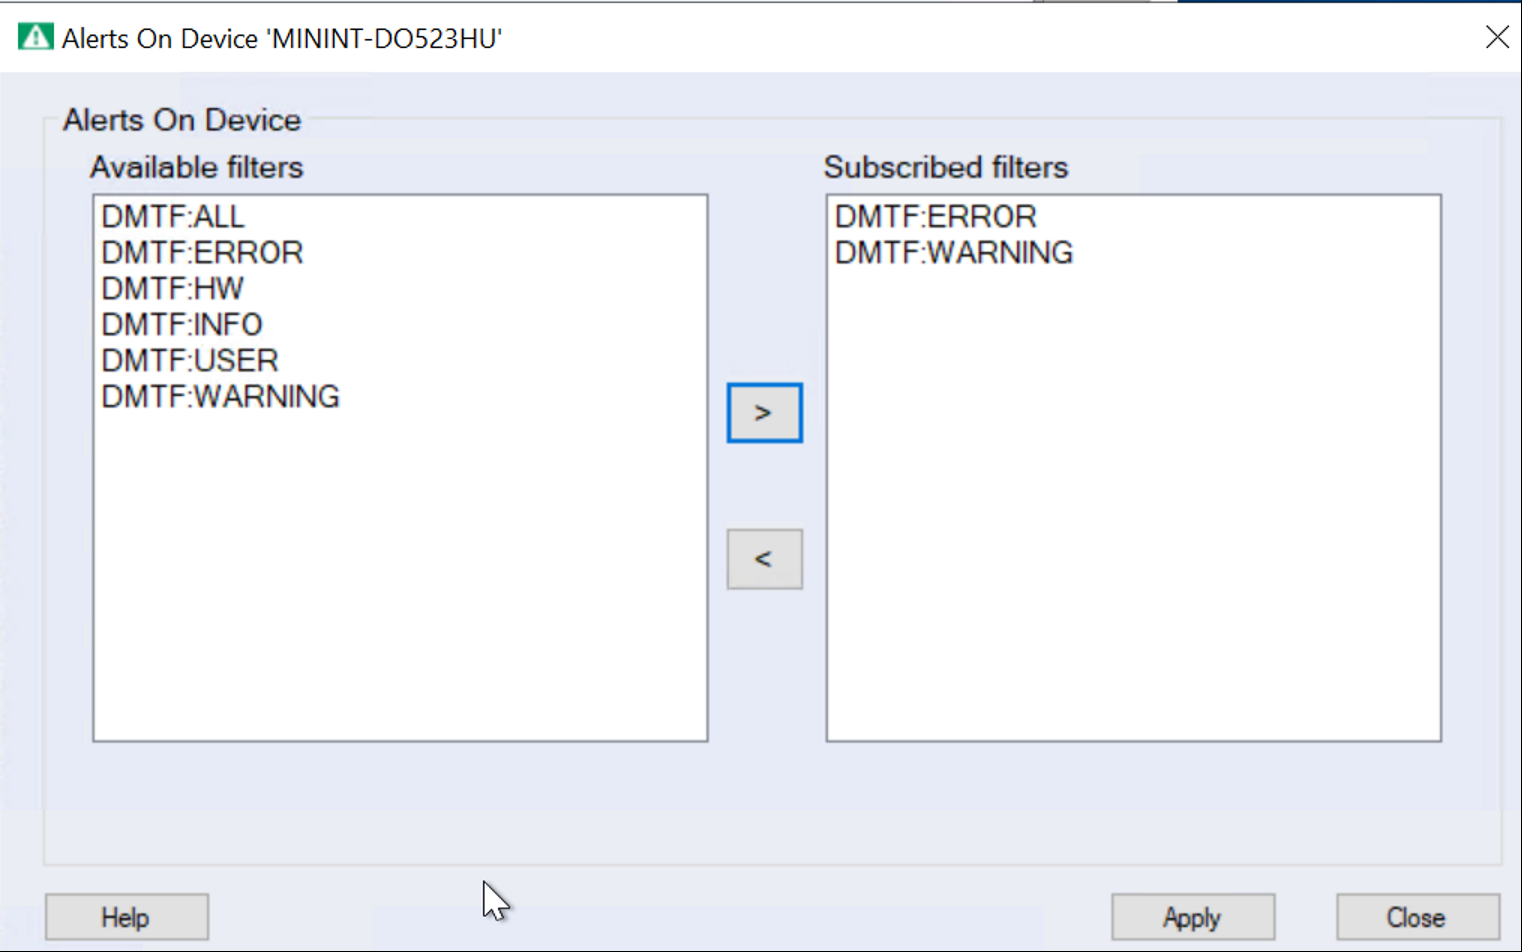 Alerts On Device 'MININT-DO523HU'
Alerts On Device
Available filters
DMTF:ALL
DMTF:ERROR
DMTF:HW
DMTF:INFO
DMTF:USER
DMTF:WARNING
>
<
Subscribed filters
DMTF:ERROR
DMTF:WARNING
Help
Apply
Close